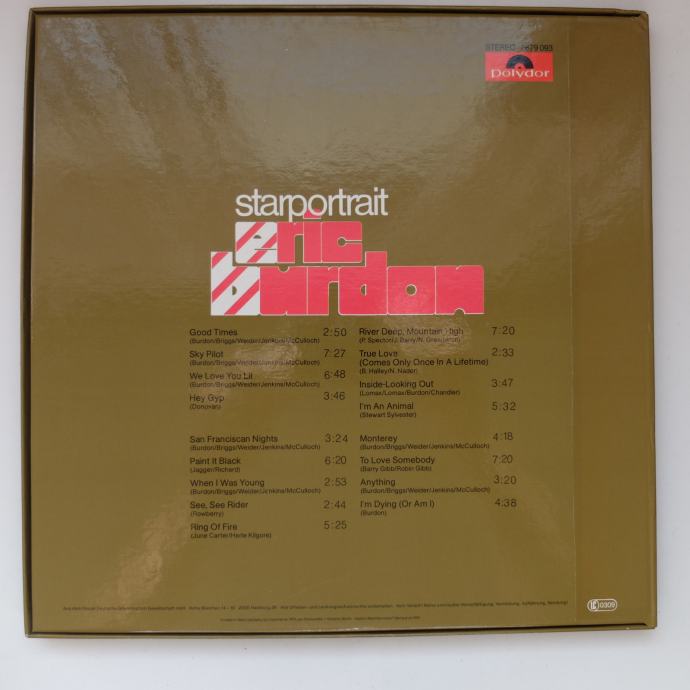 STEREO 2679 093
polydor
starportrait
eric
burdon
Good Times 2:50
(Burdon/Briggs/Weider/Jenkins/McCulloch)
Sky Pilot 7:27
(Burdon/Briggs/Weider/Jenkins/McCulloch)
We Love You Lil 6:48
(Burdon/Briggs/Weider/Jenkins/McCulloch)
Hey Gyp 3:46
(Donovan)
San Franciscan Nights 3:24
(Burdon/Briggs/Weider/Jenkins/McCulloch)
Paint It Black 6:20
(Jagger/Richard)
When I Was Young 2:53
(Burdon/Briggs/Weider/Jenkins/McCulloch)
See, See Rider 2:44
(Rowberry)
Ring Of Fire 5:25
(June Carter/Merle Kilgore)
River Deep, Mountain High 7:20
(P. Spector/J. Barry/N. Greenwich)
True Love 2:33
(Comes Only Once In A Lifetime)
(B. Halley/N. Nader)
Inside-Looking Out 3:47
(Lomax/Lomax/Burdon/Chandler)
I'm An Animal 5:32
(Stewart Sylvester)
Monterey 4:18
(Burdon/Briggs/Weider/Jenkins/McCulloch)
To Love Somebody 7:20
(Barry Gibb/Robin Gibb)
Anything 3:20
(Burdon/Briggs/Weider/Jenkins/McCulloch)
I'm Dying (Or Am I) 4:38
(Burdon)
0309